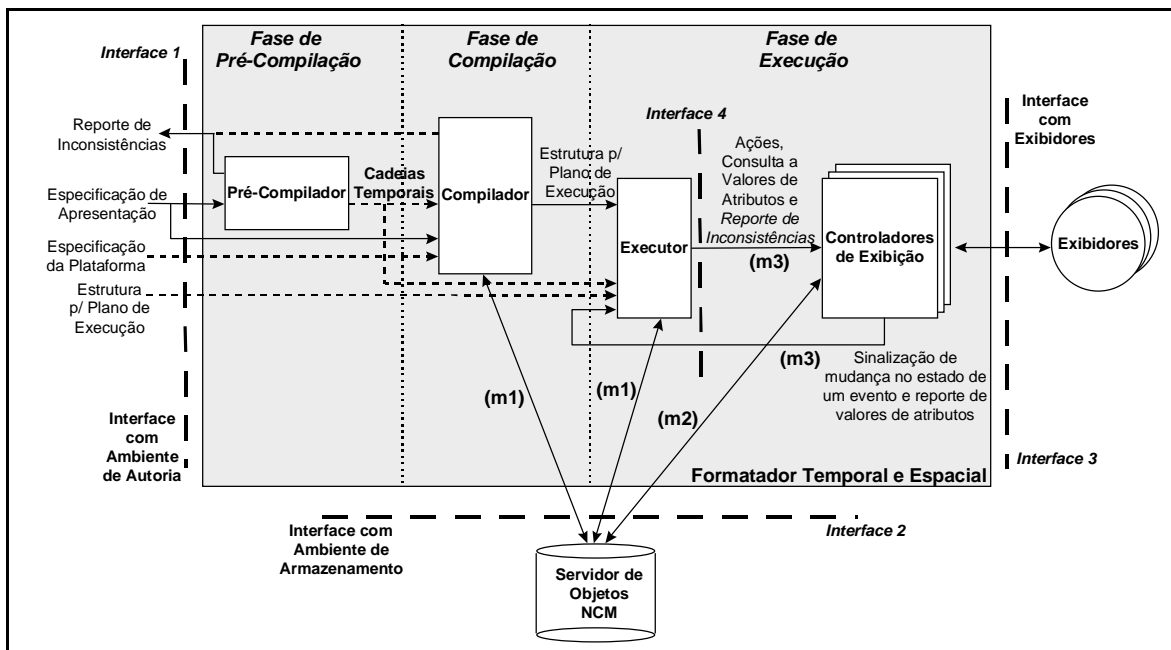 Interface 1
Fase de
Pré-Compilação
Fase de
Compilação
Fase de
Execução
Interface 4
Interface
com
Exibidores
Reporte de
Inconsistências
Pré-Compilador
Cadeias
Temporais
Compilador
Estrutura p/
Plano de
Execução
Executor
Ações,
Consulta a
Valores de
Atributos e
Reporte de
Inconsistências
(m3)
Controladores
de Exibição
Exibidores
Especificação de
Apresentação
Especificação
da Plataforma
Estrutura
p/ Plano de
Execução
(m3)
Sinalização de
mudança no estado de
um evento e reporte de
valores de atributos
(m1)
(m1)
(m2)
Interface
com
Ambiente
de Autoria
Formatador Temporal e Espacial
Interface 3
Interface com
Ambiente de
Armazenamento
Interface 2
Servidor de
Objetos
NCM